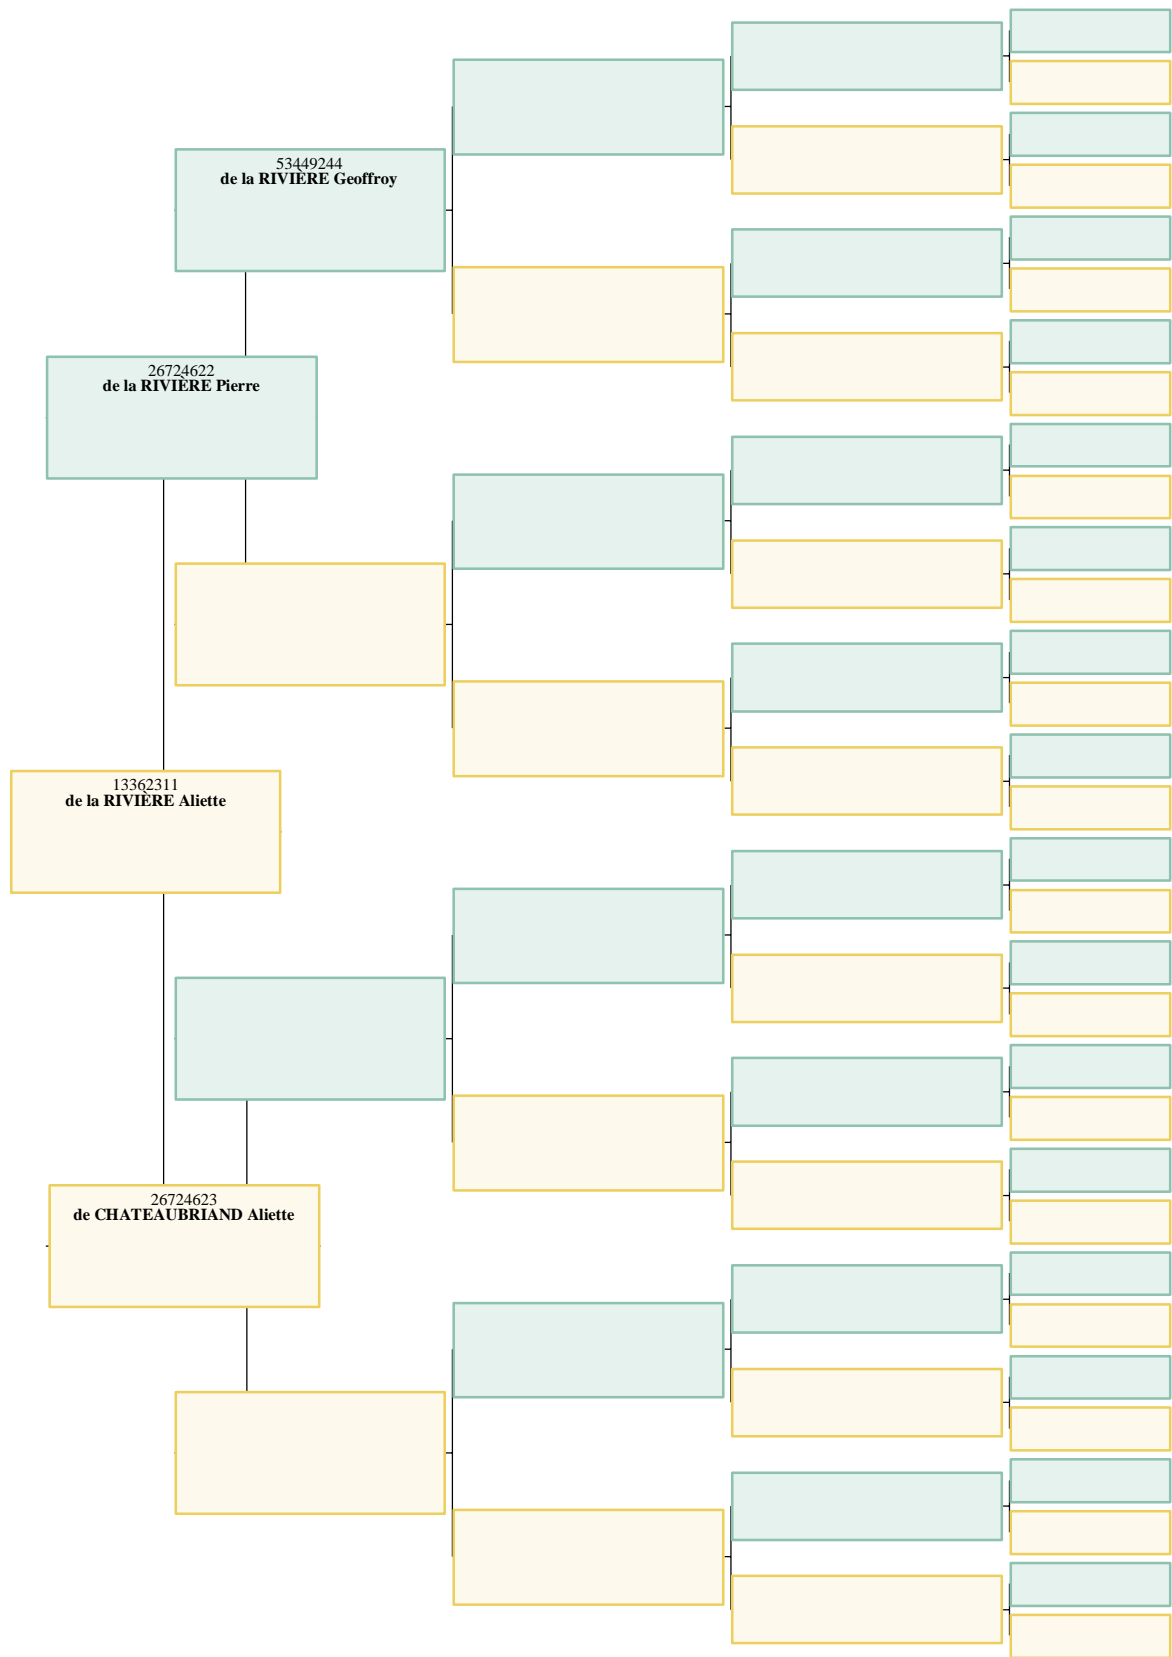 53449244
de la RIVIÈRE Geoffroy
26724622
de la RIVIÈRE Pierre
13362311
de la RIVIÈRE Aliette
26724623
de CHATEAUBRIAND Aliette